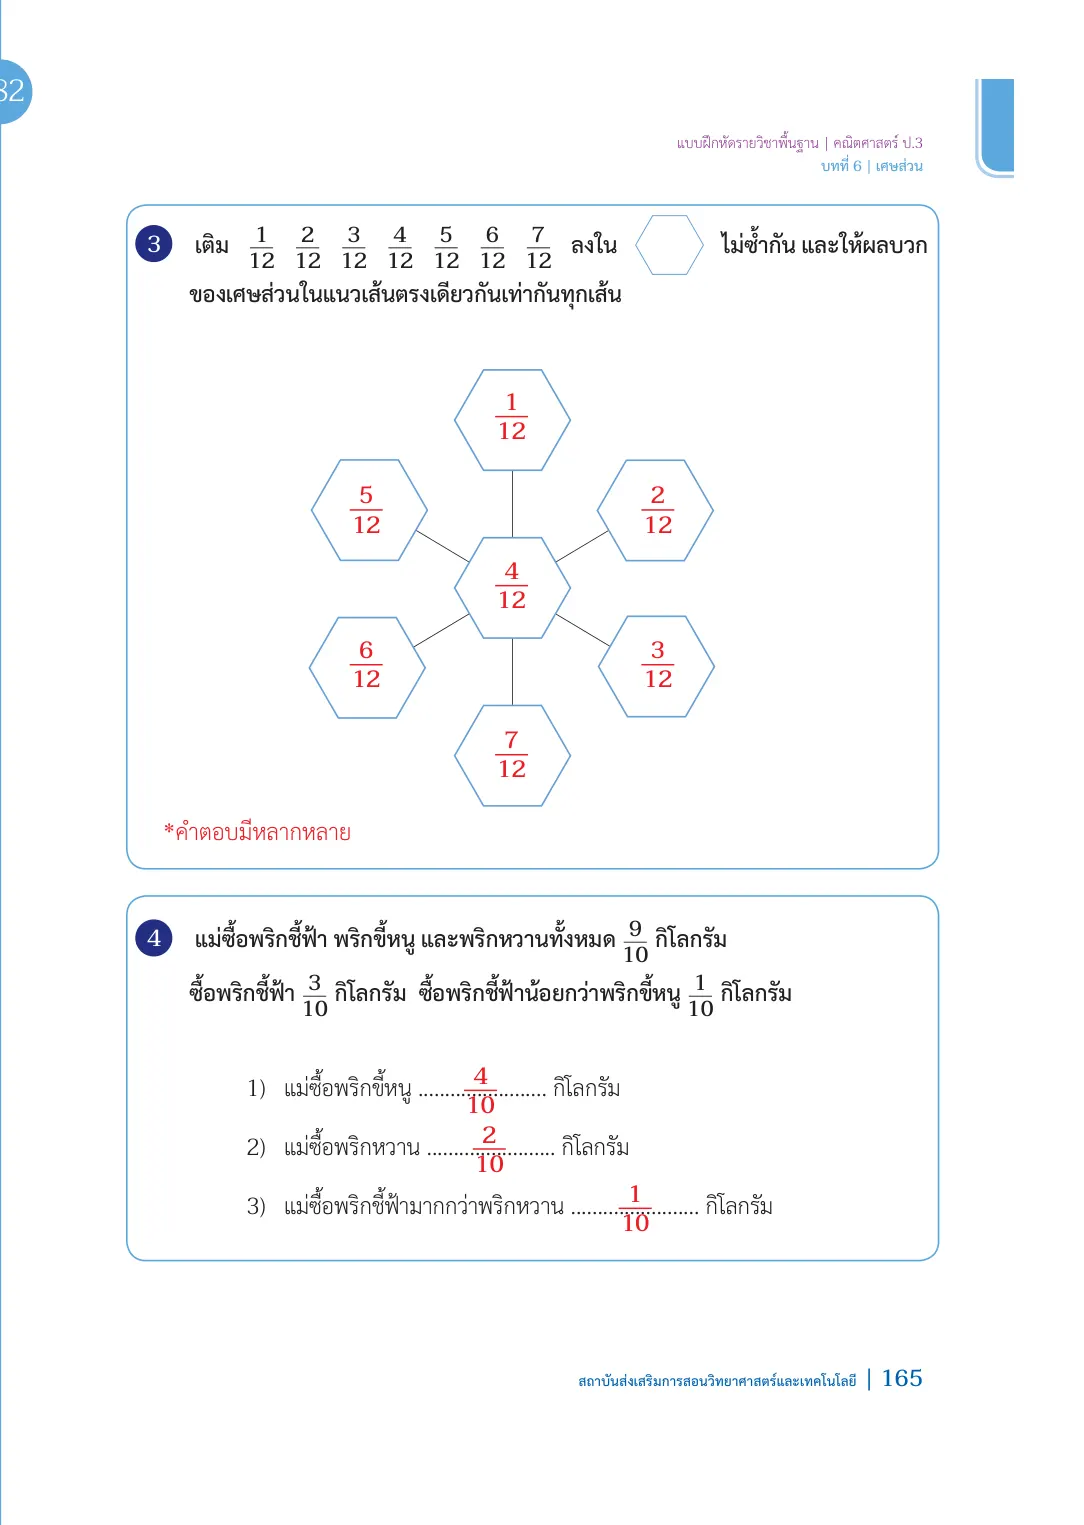 82
แบบฝึกหัดรายวิชาพื้นฐาน | คณิตศาสตร์ ป.3
บทที่ 6 | เศษส่วน
3 เติม 1/12 2/12 3/12 4/12 5/12 6/12 7/12 ลงใน ไม่ซ้ำกัน และให้ผลบวก
ของเศษส่วนในแนวเส้นตรงเดียวกันเท่ากันทุกเส้น
1/12
5/12 2/12
4/12
6/12 3/12
7/12
*คำตอบมีหลากหลาย
4 แม่ซื้อพริกชี้ฟ้า พริกขี้หนู และพริกหวานทั้งหมด 9/10 กิโลกรัม
ซื้อพริกชี้ฟ้า 3/10 กิโลกรัม ซื้อพริกชี้ฟ้าน้อยกว่าพริกขี้หนู 1/10 กิโลกรัม
1) แม่ซื้อพริกขี้หนู ........4/10........ กิโลกรัม
2) แม่ซื้อพริกหวาน ........2/10........ กิโลกรัม
3) แม่ซื้อพริกชี้ฟ้ามากกว่าพริกหวาน ........1/10........ กิโลกรัม
สถาบันส่งเสริมการสอนวิทยาศาสตร์และเทคโนโลยี | 165